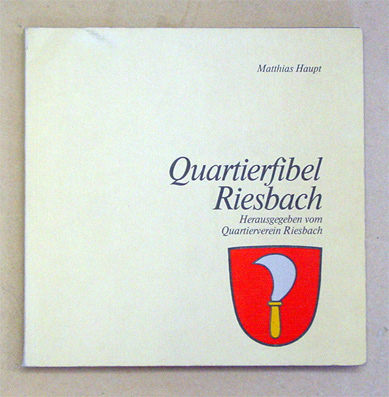 Matthias Haupt
Quartierfibel
Riesbach
Herausgegeben vom
Quartierverein Riesbach